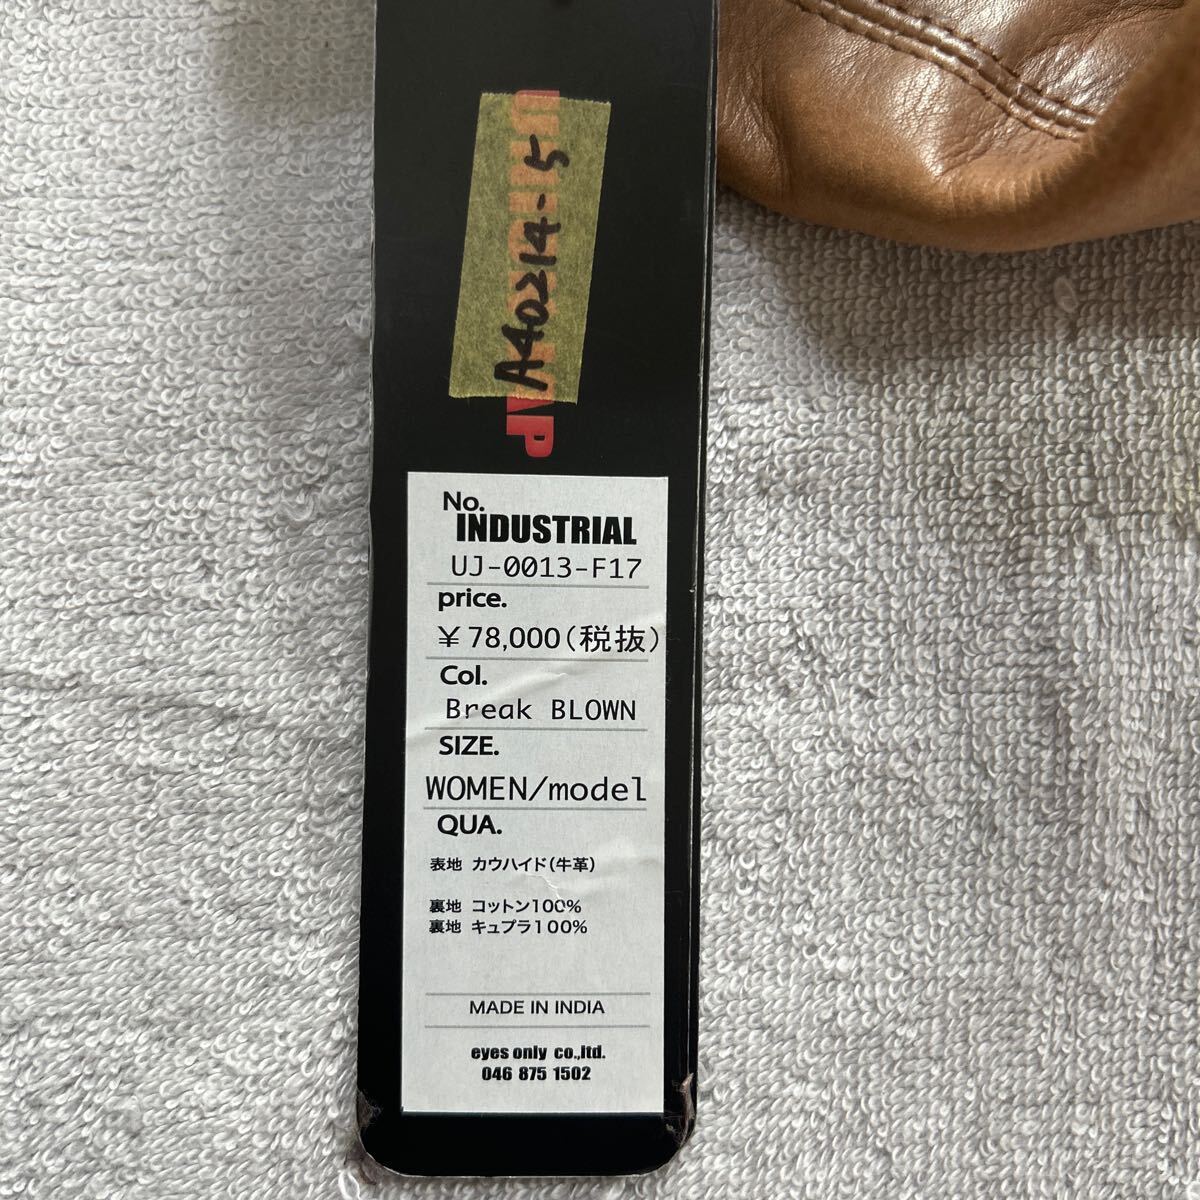 A40214-5
No.
INDUSTRIAL
UJ-0013-F17
price.
¥78,000(税抜)
Col.
Break BLOWN
SIZE.
WOMEN/model
QUA.
表地 カウハイド(牛革)
裏地 コットン100%
裏地 キュプラ100%
MADE IN INDIA
eyes only co.,ltd.
046 875 1502